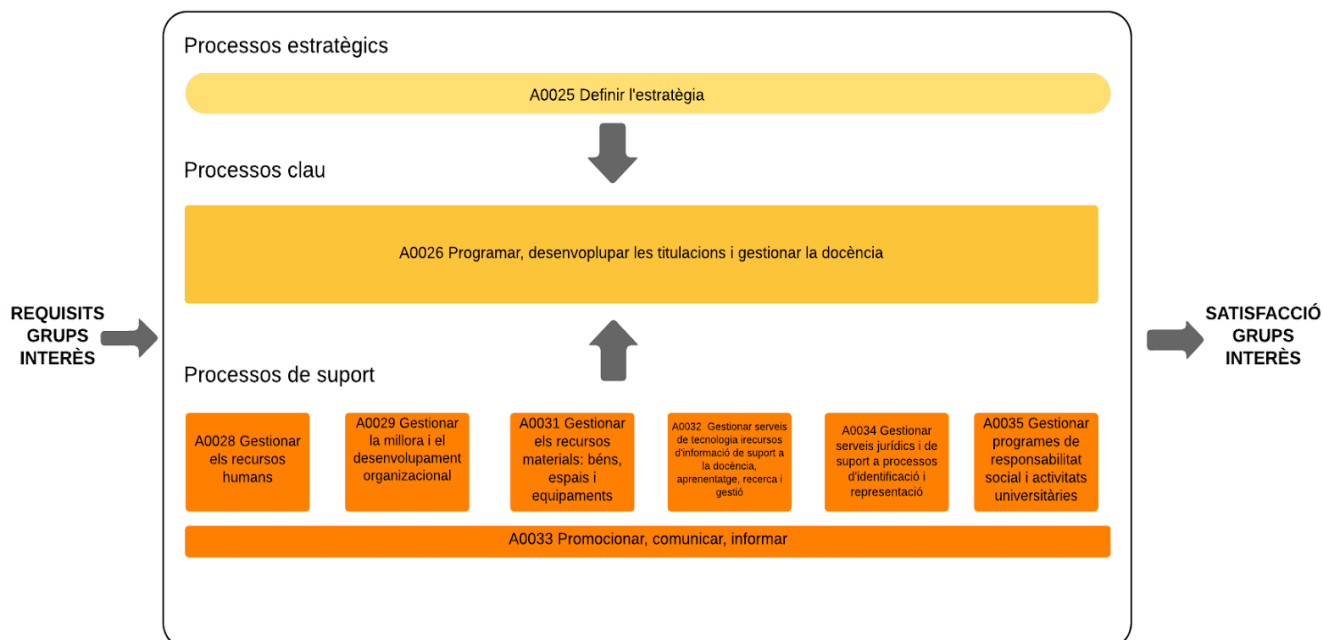 Processos estratègics
A0025 Definir l'estratègia
Processos clau
A0026 Programar, desenvoplupar les titulacions i gestionar la docència
REQUISITS
GRUPS
INTERÈS
SATISFACCIÓ
GRUPS
INTERÈS
Processos de suport
A0028 Gestionar
els recursos
humans
A0029 Gestionar
la millora i el
desenvolupament
organizacional
A0031 Gestionar
els recursos
materials: béns,
espais i
equipaments
A0032 Gestionar serveis
de tecnologia irecursos
d'informació de suport a
la docència,
aprenentatge, recerca i
gestió
A0034 Gestionar
serveis jurídics i de
suport a processos
d'identificació i
representació
A0035 Gestionar
programes de
responsabilitat
social i activitats
universitàries
A0033 Promocionar, comunicar, informar